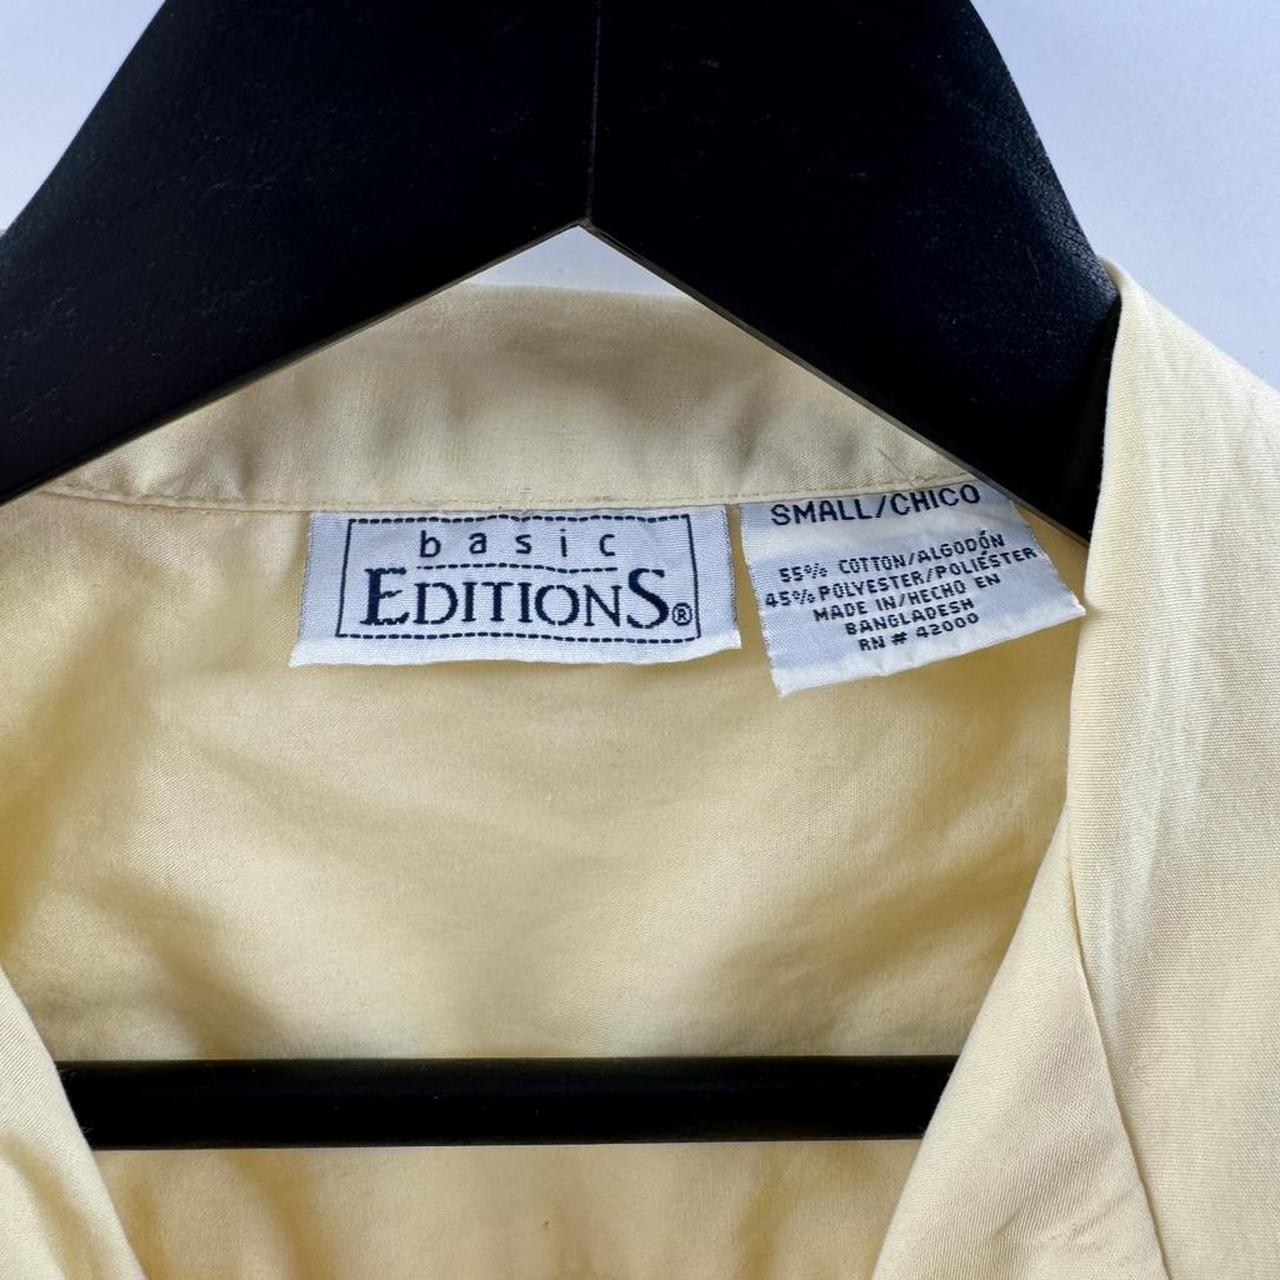 basic
EDITIONS®
SMALL/CHICO
55% COTTON/ALGODÓN
45% POLYESTER/POLIÉSTER
MADE IN/HECHO EN
BANGLADESH
RN # 42000